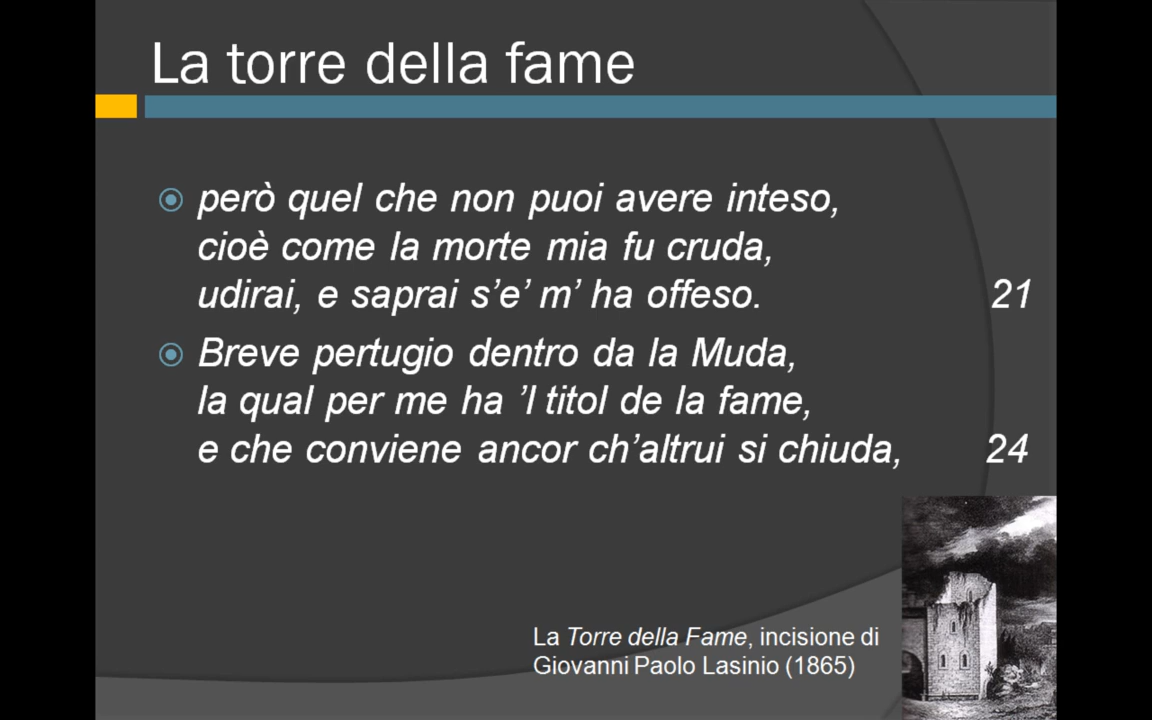 La torre della fame
però quel che non puoi avere inteso,
cioè come la morte mia fu cruda,
udirai, e saprai s’e’ m’ ha offeso. 21
Breve pertugio dentro da la Muda,
la qual per me ha ’l titol de la fame,
e che conviene ancor ch’altrui si chiuda, 24
La Torre della Fame, incisione di
Giovanni Paolo Lasinio (1865)